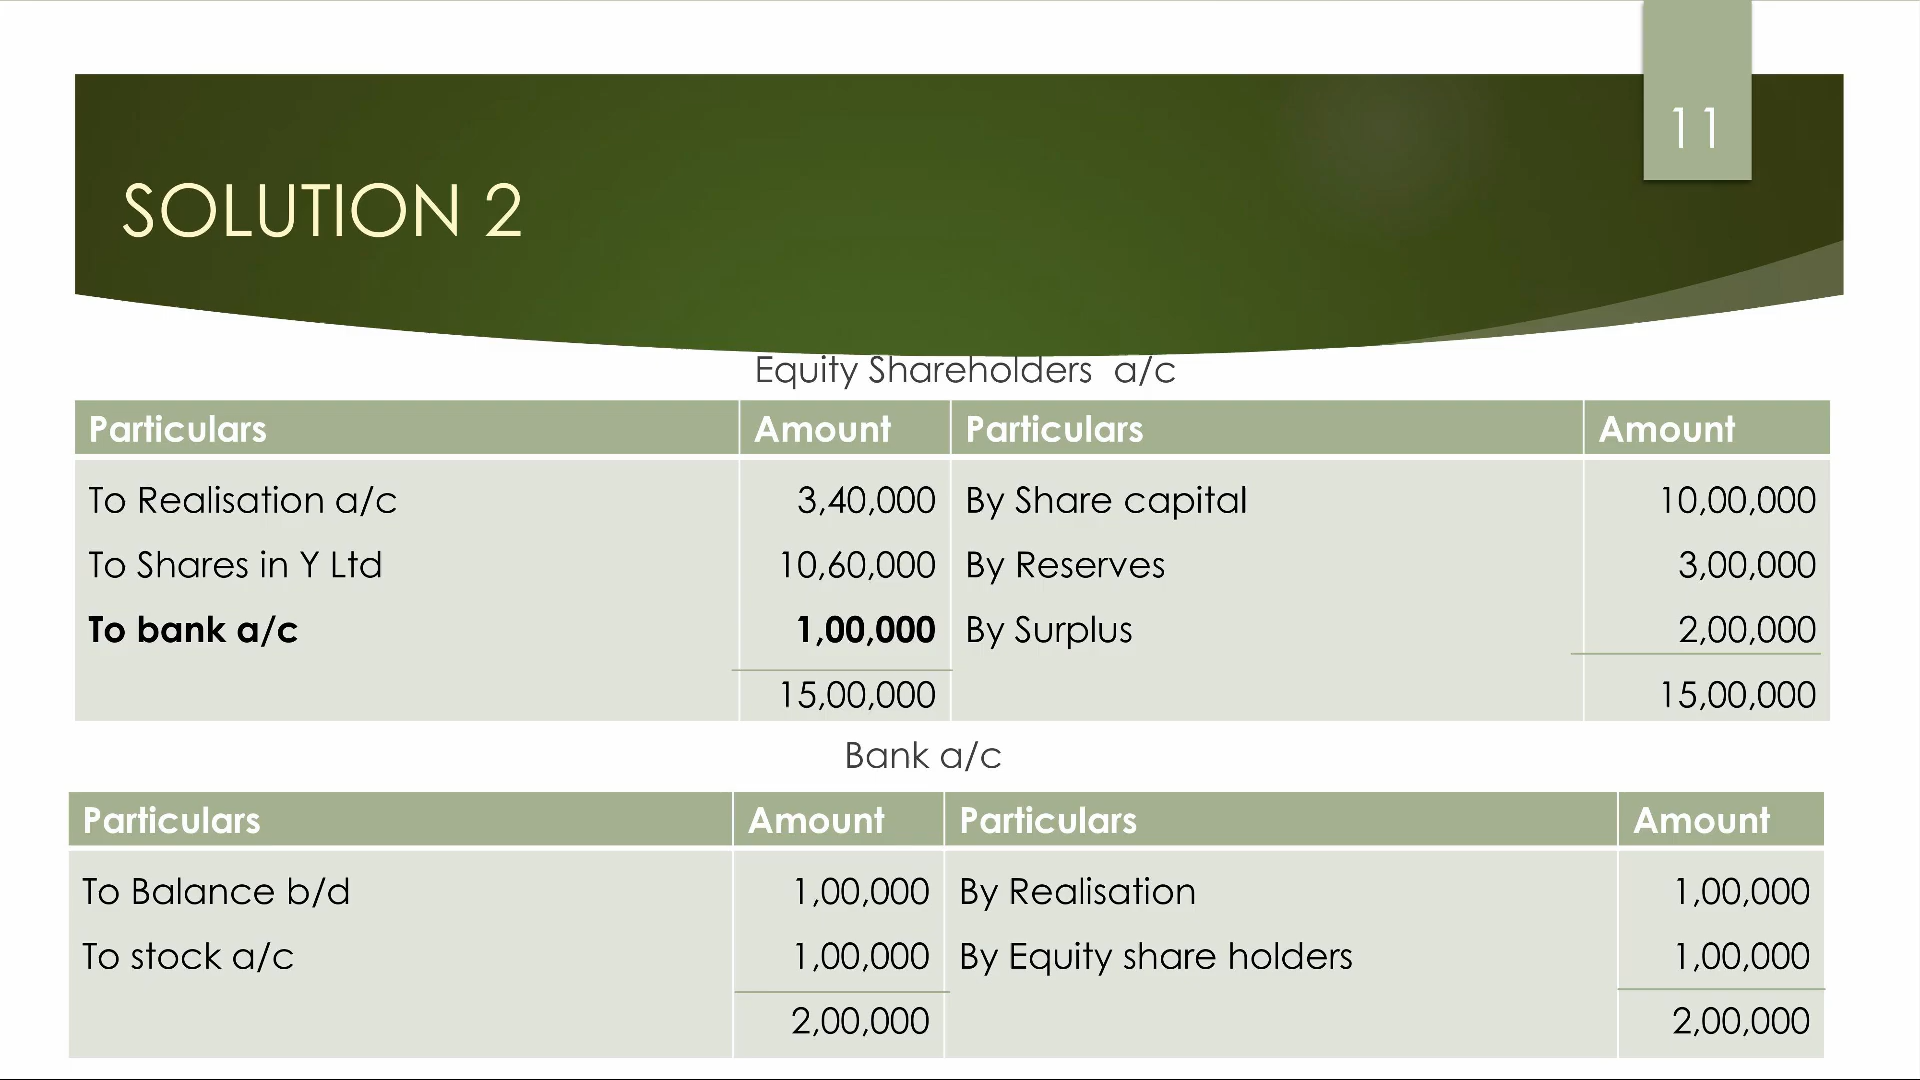 11
SOLUTION 2
Equity Shareholders a/c
Particulars Amount Particulars Amount
To Realisation a/c 3,40,000 By Share capital 10,00,000
To Shares in Y Ltd 10,60,000 By Reserves 3,00,000
To bank a/c 1,00,000 By Surplus 2,00,000
15,00,000 15,00,000
Bank a/c
Particulars Amount Particulars Amount
To Balance b/d 1,00,000 By Realisation 1,00,000
To stock a/c 1,00,000 By Equity share holders 1,00,000
2,00,000 2,00,000